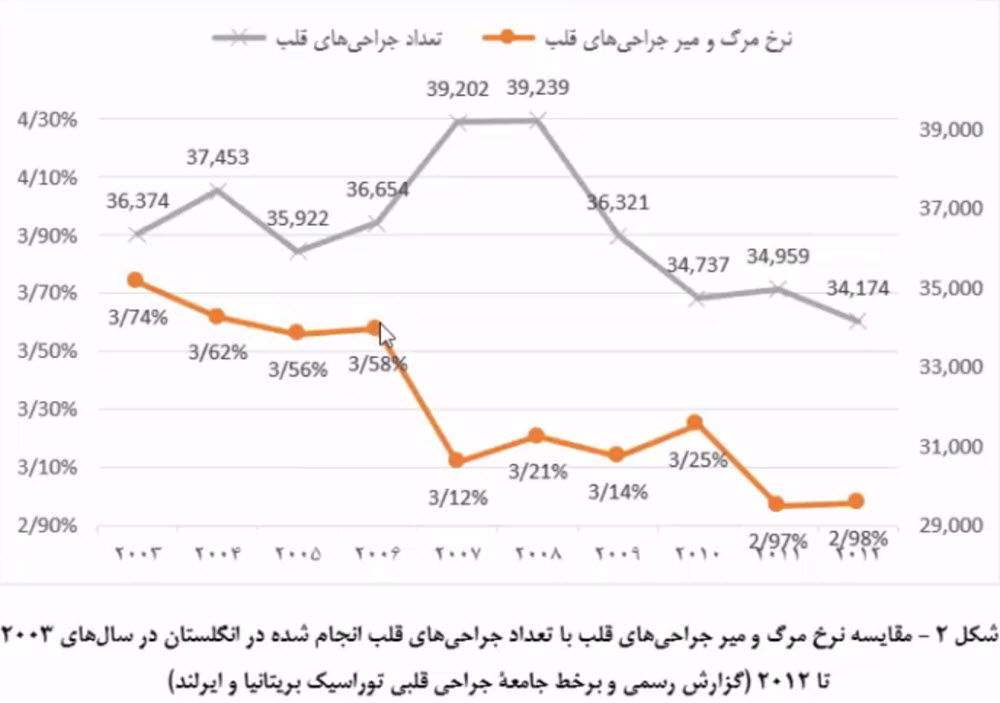 نرخ مرگ و میر جراحی‌های قلب تعداد جراحی‌های قلب
39,202 39,239
4/30% 39,000
37,453
4/10%
36,374 36,654 36,321 37,000
35,922
3/90%
34,737 34,959
3/70% 34,174 35,000
3/74%
3/62% 3/50%
3/56% 3/58% 33,000
3/30%
31,000
3/10% 3/21% 3/25%
3/12% 3/14%
2/90% 2/97% 2/98% 29,000
۲۰۰۳ ۲۰۰۴ ۲۰۰۵ ۲۰۰۶ ۲۰۰۷ ۲۰۰۸ ۲۰۰۹ ۲۰۱۰ ۲۰۱۱ ۲۰۱۲
شکل ۲ - مقایسه نرخ مرگ و میر جراحی‌های قلب با تعداد جراحی‌های قلب انجام شده در انگلستان در سال‌های ۲۰۰۳
تا ۲۰۱۲ (گزارش رسمی و برخط جامعهٔ جراحی قلبی توراسیک بریتانیا و ایرلند)